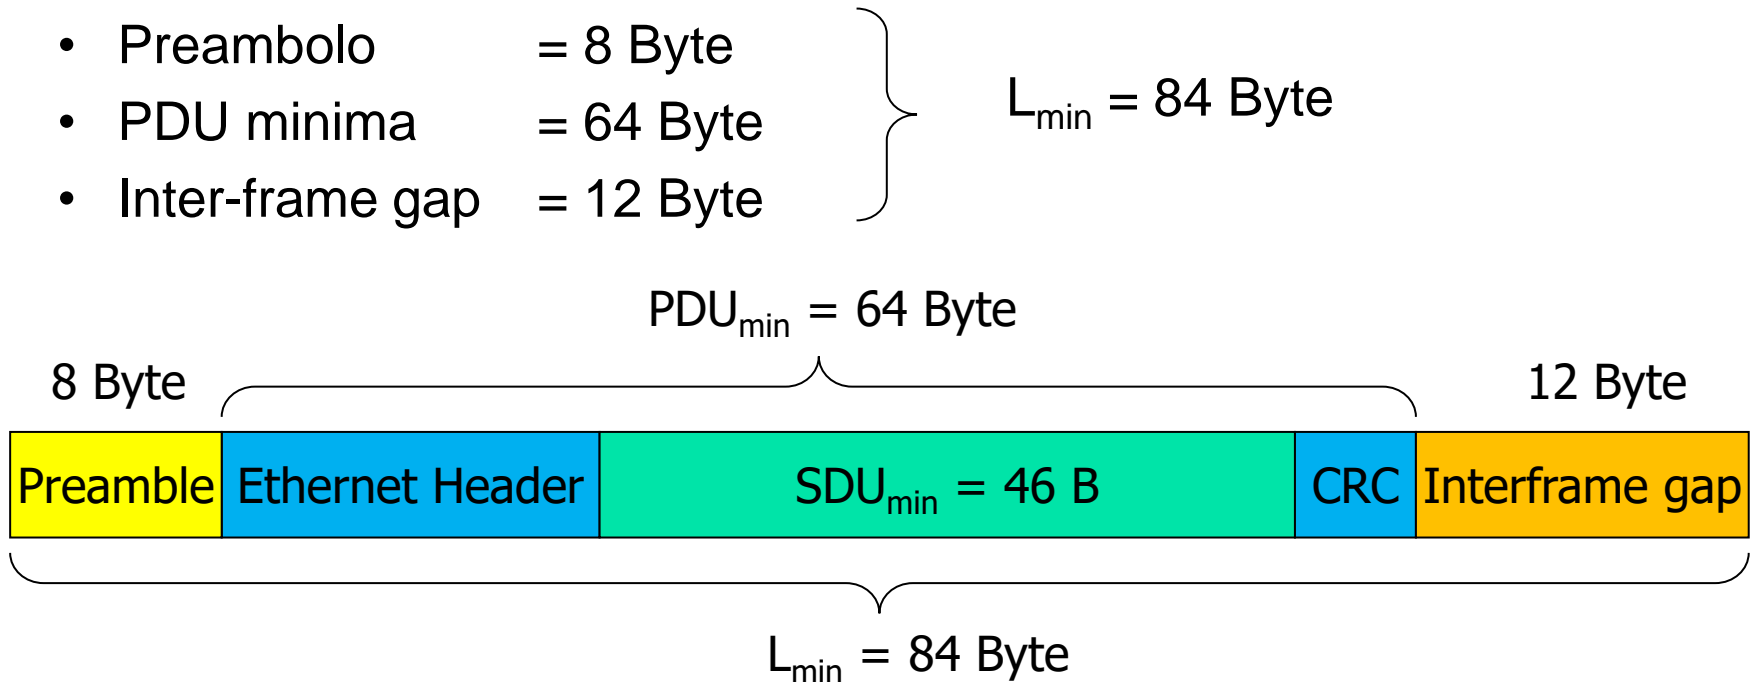 • Preambolo = 8 Byte
• PDU minima = 64 Byte
• Inter-frame gap = 12 Byte
Lmin = 84 Byte
PDUmin = 64 Byte
8 Byte
12 Byte
Preamble Ethernet Header SDUmin = 46 B CRC Interframe gap
Lmin = 84 Byte